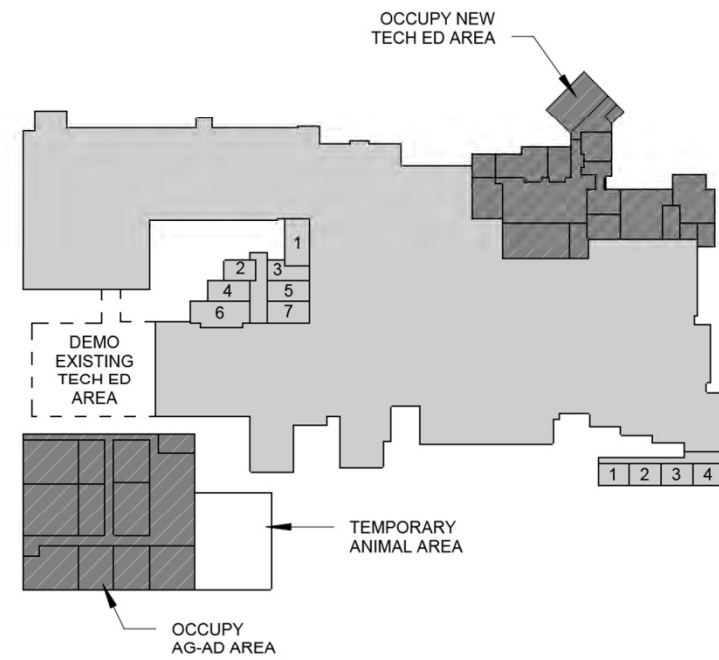 OCCUPY NEW
TECH ED AREA
1
2 3
4 5
6 7
DEMO
EXISTING
TECH ED
AREA
1 2 3 4
TEMPORARY
ANIMAL AREA
OCCUPY
AG-AD AREA